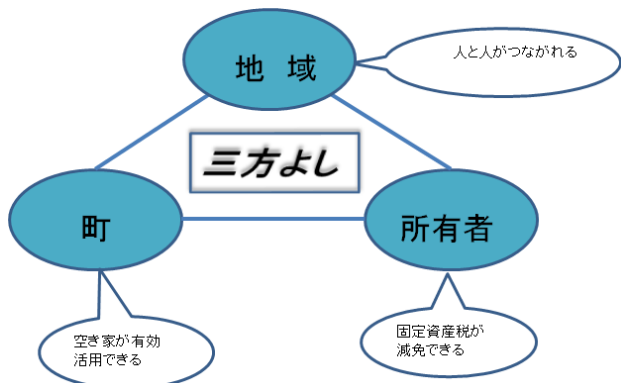 地　域
人と人がつながれる
三方よし
町
所有者
空き家が有効
活用できる
固定資産税が
減免できる